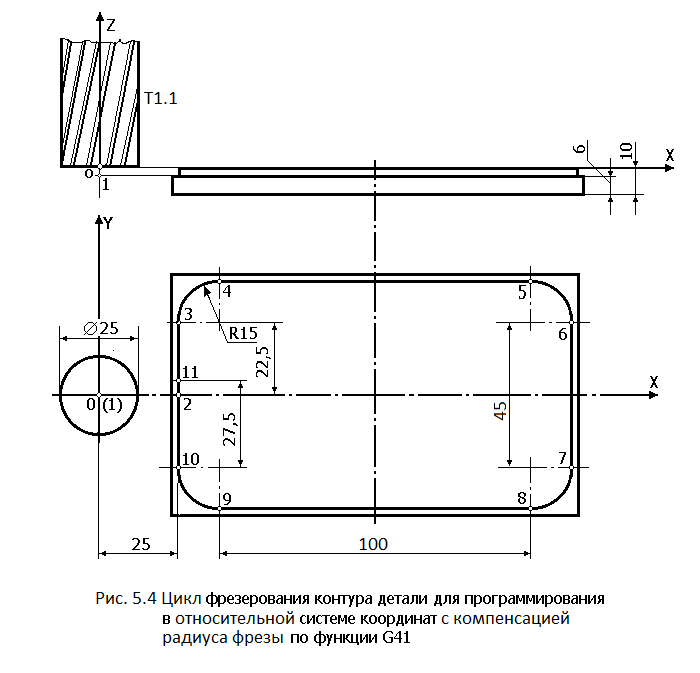 Z
T1.1
X
6
10
0
1
Y
4
5
3
R15
6
Ø25
22,5
11
X
0 (1)
2
27,5
45
10
7
9
8
25
100
Рис. 5.4 Цикл фрезерования контура детали для программирования
в относительной системе координат с компенсацией
радиуса фрезы по функции G41